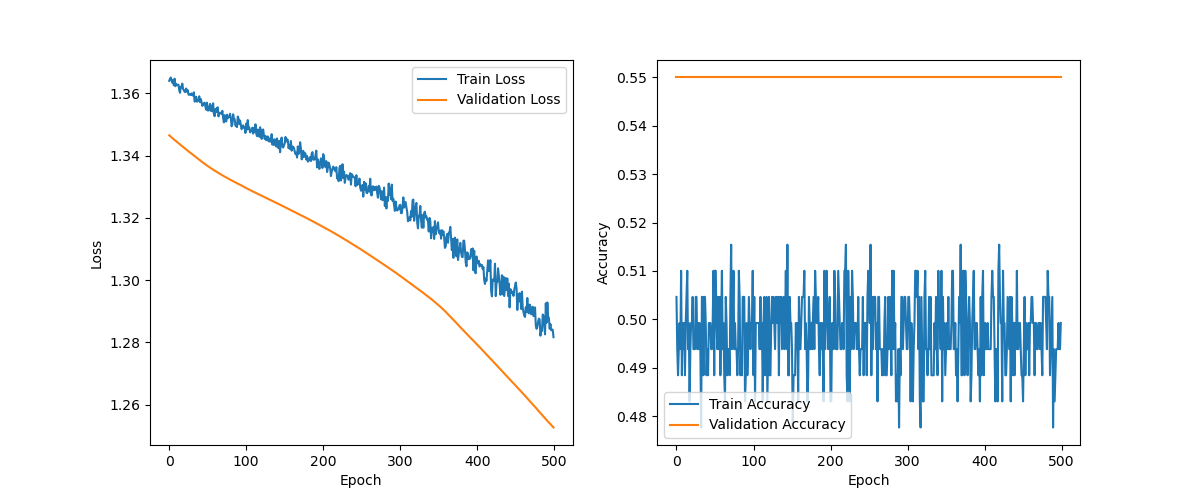 Train Loss
Validation Loss
1.36
1.34
1.32
1.30
1.28
1.26
Loss
0 100 200 300 400 500
Epoch
0.55
0.54
0.53
0.52
0.51
0.50
0.49
0.48
Accuracy
Train Accuracy
Validation Accuracy
0 100 200 300 400 500
Epoch